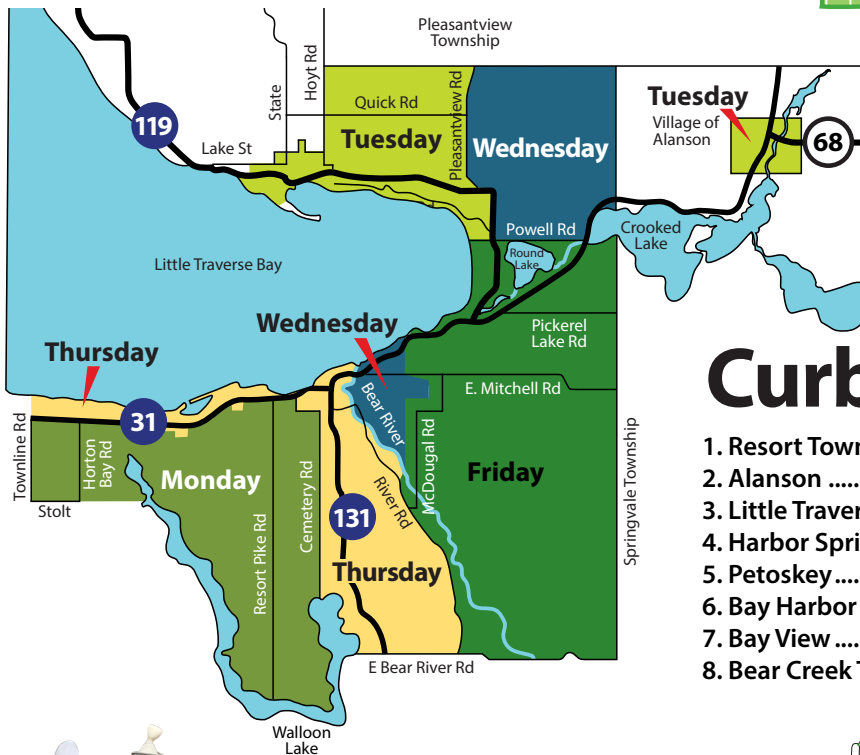 Pleasantview
Township
State
Hoyt Rd
Pleasantview Rd
Quick Rd
Tuesday
Wednesday
Tuesday
Village of
Alanson
119
68
Lake St
Powell Rd
Crooked
Lake
Round
Lake
Little Traverse Bay
Wednesday
Pickerel
Lake Rd
Thursday
E. Mitchell Rd
Curb
31
Bear River
Townline Rd
Horton
Bay Rd
Monday
Cemetery Rd
McDougal Rd
Friday
Springvale Township
1. Resort Town
2. Alanson .....
3. Little Traver
4. Harbor Spri
5. Petoskey....
6. Bay Harbor
7. Bay View ....
8. Bear Creek T
Stolt
Resort Pike Rd
131
River Rd
Thursday
E Bear River Rd
Walloon
Lake